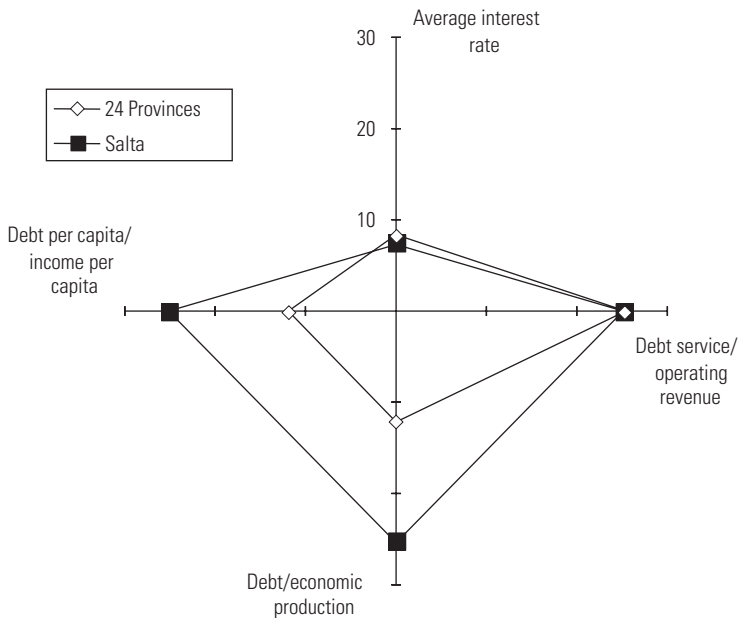 Average interest
rate
30
20
10
24 Provinces
Salta
Debt per capita/
income per
capita
Debt service/
operating
revenue
Debt/economic
production